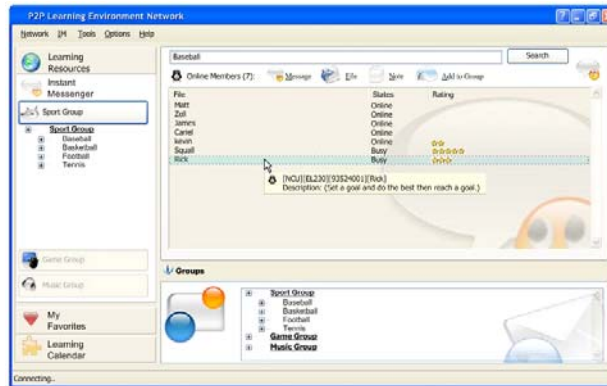 P2P Learning Environment Network
Network IM Tools Options Help
Learning Resources
Instant Messenger
Sport Group
Sport Group
Baseball
Basketball
Football
Tennis
Game Group
Music Group
My Favorites
Learning Calendar
Connecting...
Baseball Search
Online Members (7): Message File Note Add to Group
File States Rating
Matt Online
Zoll Online
James Online
Cariel Online
kevin Online
Squall Busy
Rick Busy
[NCU][EL230][93524001][Rick]
Description: (Set a goal and do the best then reach a goal.)
Groups
Sport Group
Baseball
Basketball
Football
Tennis
Game Group
Music Group